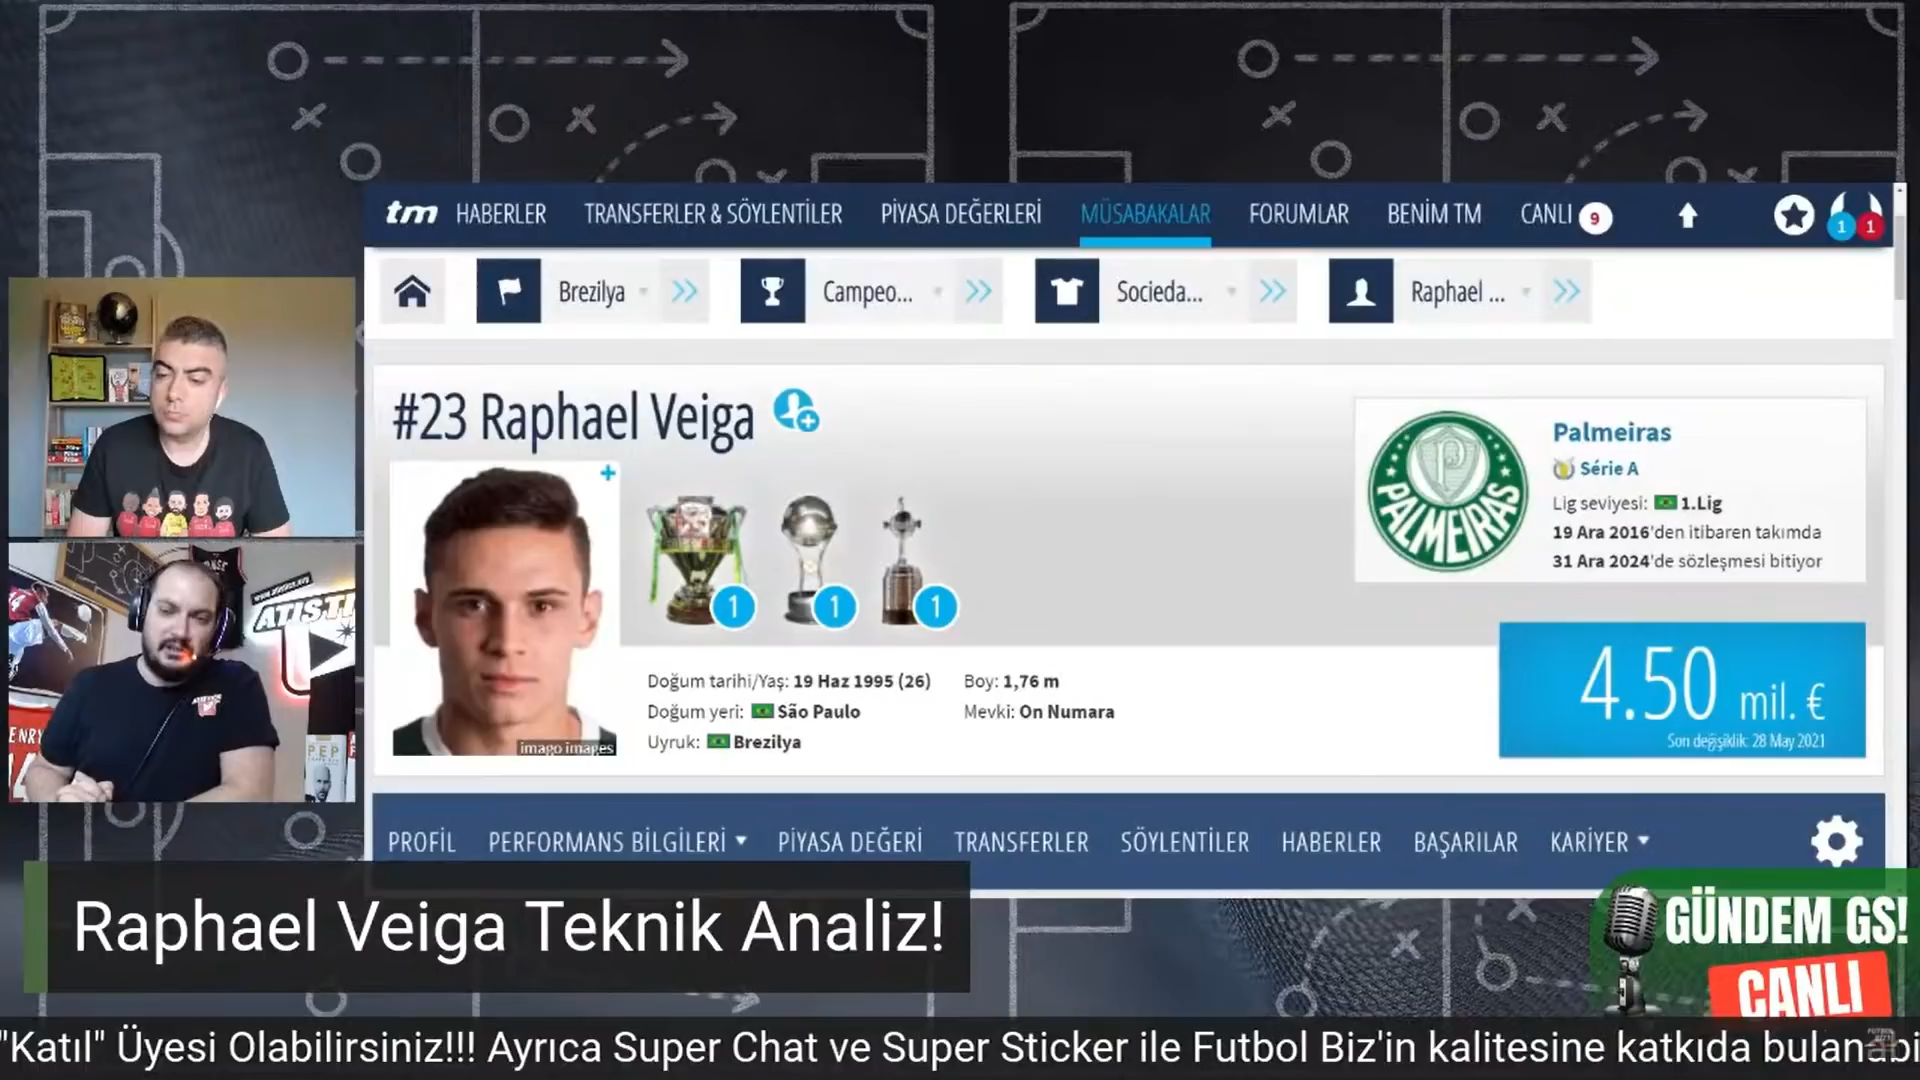 tm HABERLER TRANSFERLER & SÖYLENTİLER PİYASA DEĞERLERİ MÜSABAKALAR FORUMLAR BENİM TM CANLI 9
1 1
Brezilya Campeo... Socieda... Raphael ...
#23 Raphael Veiga
1 1 1
imago images
Doğum tarihi/Yaş: 19 Haz 1995 (26)
Doğum yeri: São Paulo
Uyruk: Brezilya
Boy: 1,76 m
Mevki: On Numara
PALMEIRAS
Palmeiras
Série A
Lig seviyesi: 1.Lig
19 Ara 2016'den itibaren takımda
31 Ara 2024'de sözleşmesi bitiyor
4.50 mil. €
Son değişiklik: 28 May 2021
PROFİL PERFORMANS BİLGİLERİ PİYASA DEĞERİ TRANSFERLER SÖYLENTİLER HABERLER BAŞARILAR KARİYER
ATISTI
PEP
Raphael Veiga Teknik Analiz!
GÜNDEM GS!
CANLI
"Katıl" Üyesi Olabilirsiniz!!! Ayrıca Super Chat ve Super Sticker ile Futbol Biz'in kalitesine katkıda